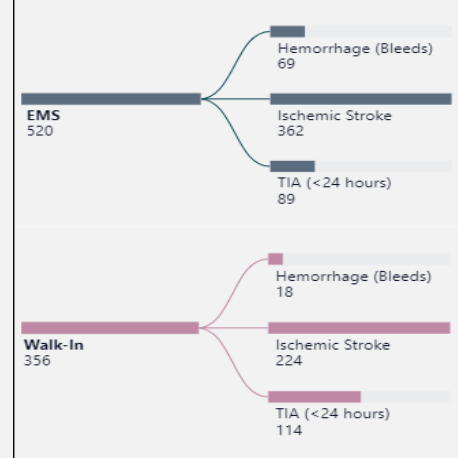 Hemorrhage (Bleeds)
69
EMS
520
Ischemic Stroke
362
TIA (<24 hours)
89
Hemorrhage (Bleeds)
18
Walk-In
356
Ischemic Stroke
224
TIA (<24 hours)
114